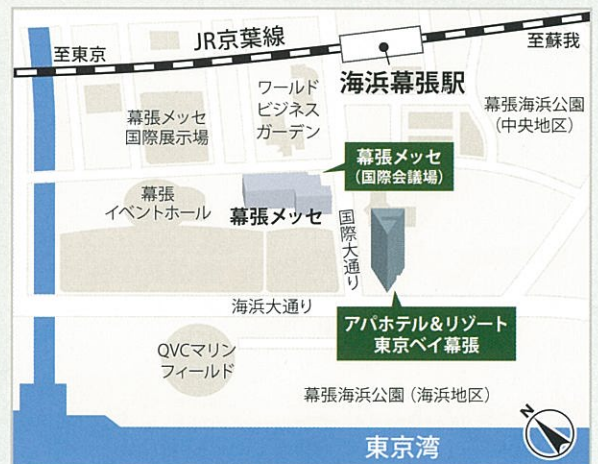 JR京葉線
至東京
至蘇我
海浜幕張駅
ワールド
ビジネス
ガーデン
幕張メッセ
国際展示場
幕張海浜公園
(中央地区)
幕張メッセ
(国際会議場)
幕張
イベントホール
幕張メッセ
国際大通り
海浜大通り
アパホテル&リゾート
東京ベイ幕張
QVCマリン
フィールド
幕張海浜公園(海浜地区)
N
東京湾